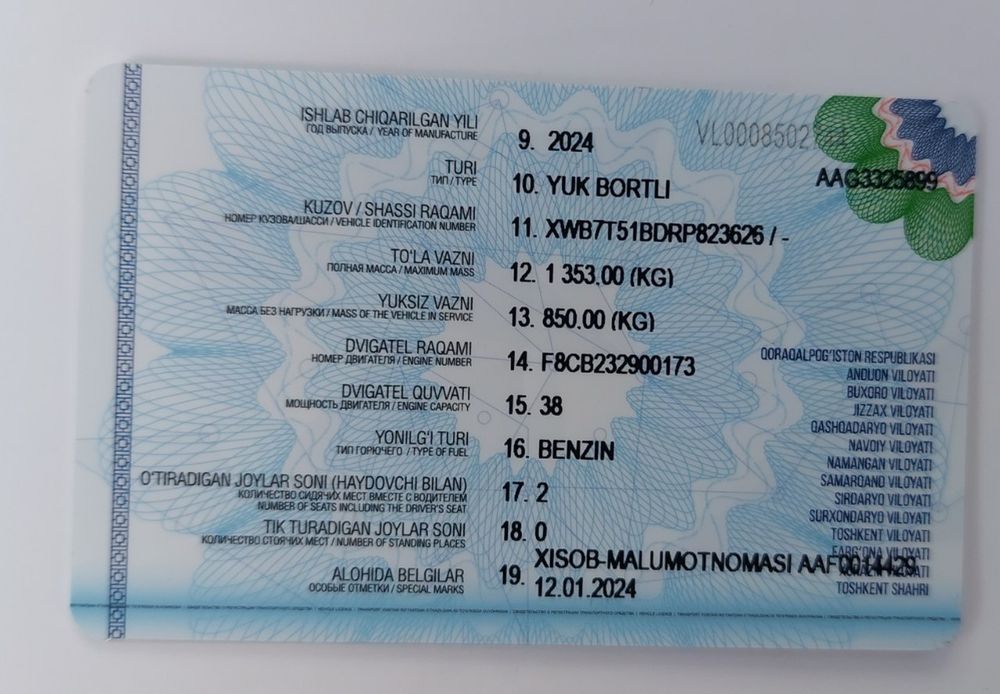 VL0008502
AAG3325899
ISHLAB CHIQARILGAN YILI
ГОД ВЫПУСКА / YEAR OF MANUFACTURE
9. 2024
TURI
ТИП / TYPE
10. YUK BORTLI
KUZOV / SHASSI RAQAMI
НОМЕР КУЗОВА/ШАССИ / VEHICLE IDENTIFICATION NUMBER
11. XWB7T51BDRP823626 / -
TO'LA VAZNI
ПОЛНАЯ МАССА / MAXIMUM MASS
12. 1 353.00 (KG)
YUKSIZ VAZNI
МАССА БЕЗ НАГРУЗКИ / MASS OF THE VEHICLE IN SERVICE
13. 850.00 (KG)
DVIGATEL RAQAMI
НОМЕР ДВИГАТЕЛЯ / ENGINE NUMBER
14. F8CB232900173
DVIGATEL QUVVATI
МОЩНОСТЬ ДВИГАТЕЛЯ / ENGINE CAPACITY
15. 38
YONILG'I TURI
ТИП ГОРЮЧЕГО / TYPE OF FUEL
16. BENZIN
O'TIRADIGAN JOYLAR SONI (HAYDOVCHI BILAN)
КОЛИЧЕСТВО СИДЯЧИХ МЕСТ ВМЕСТЕ С ВОДИТЕЛЕМ
NUMBER OF SEATS INCLUDING THE DRIVER'S SEAT
17. 2
TIK TURADIGAN JOYLAR SONI
КОЛИЧЕСТВО СТОЯЧИХ МЕСТ / NUMBER OF STANDING PLACES
18. 0
ALOHIDA BELGILAR
ОСОБЫЕ ОТМЕТКИ / SPECIAL MARKS
19. XISOB-MALUMOTNOMASI AAF0014429
12.01.2024
QORAQALPOG'ISTON RESPUBLIKASI
ANDIJON VILOYATI
BUXORO VILOYATI
JIZZAX VILOYATI
QASHQADARYO VILOYATI
NAVOIY VILOYATI
NAMANGAN VILOYATI
SAMARQAND VILOYATI
SIRDARYO VILOYATI
SURXONDARYO VILOYATI
TOSHKENT VILOYATI
FARG'ONA VILOYATI
TOSHKENT SHAHRI